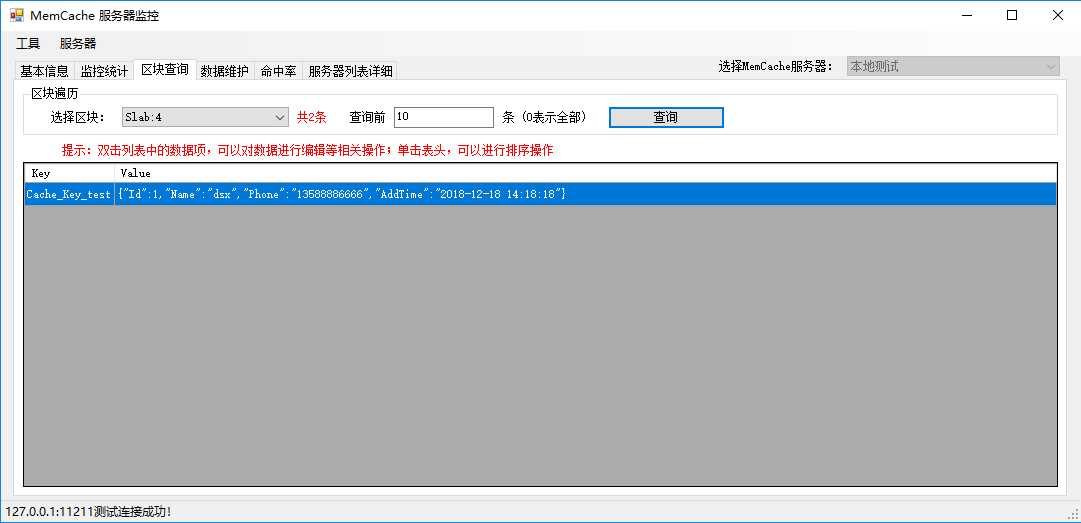 MemCache 服务器监控
工具 服务器
基本信息 监控统计 区块查询 数据维护 命中率 服务器列表详细 选择MemCache服务器： 本地测试
区块遍历
选择区块： Slab:4 共2条 查询前 10 条（0表示全部） 查询
提示：双击列表中的数据项，可以对数据进行编辑等相关操作；单击表头，可以进行排序操作
Key Value
Cache_Key_test {"Id":1,"Name":"dsx","Phone":"13588886666","AddTime":"2018-12-18 14:18:18"}
127.0.0.1:11211测试连接成功！